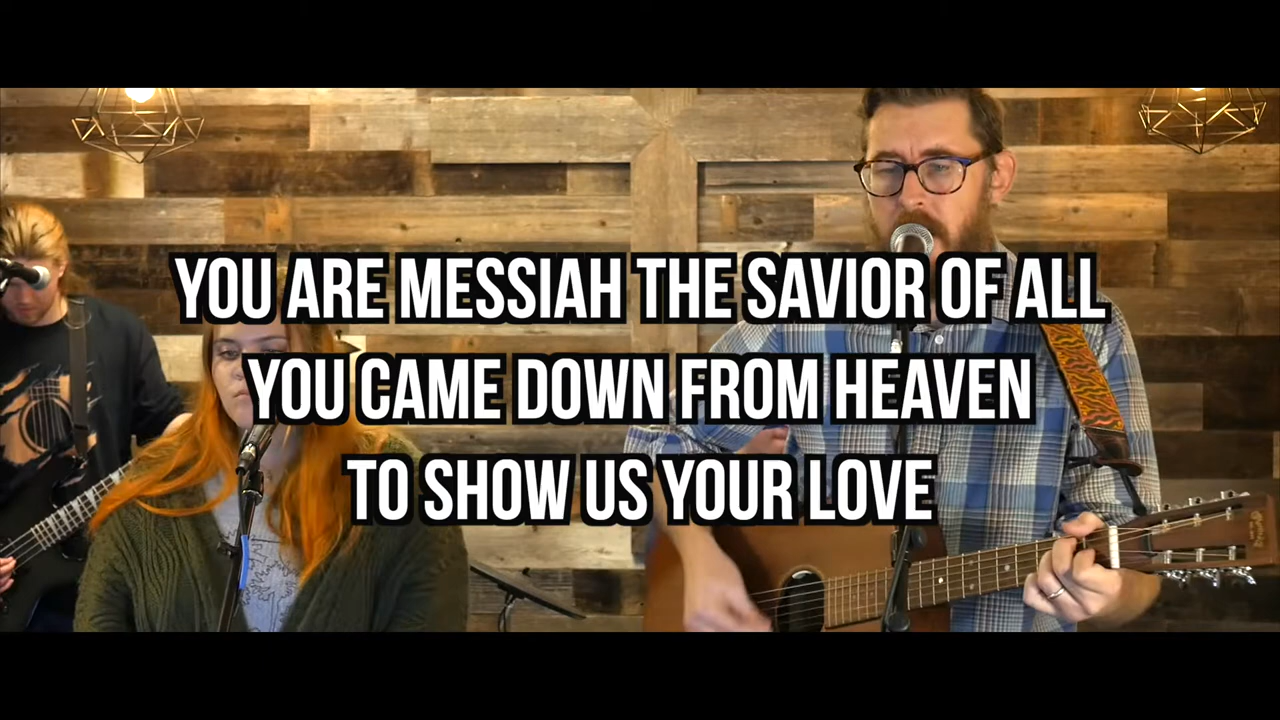 YOU ARE MESSIAH THE SAVIOR OF ALL
YOU CAME DOWN FROM HEAVEN
TO SHOW US YOUR LOVE